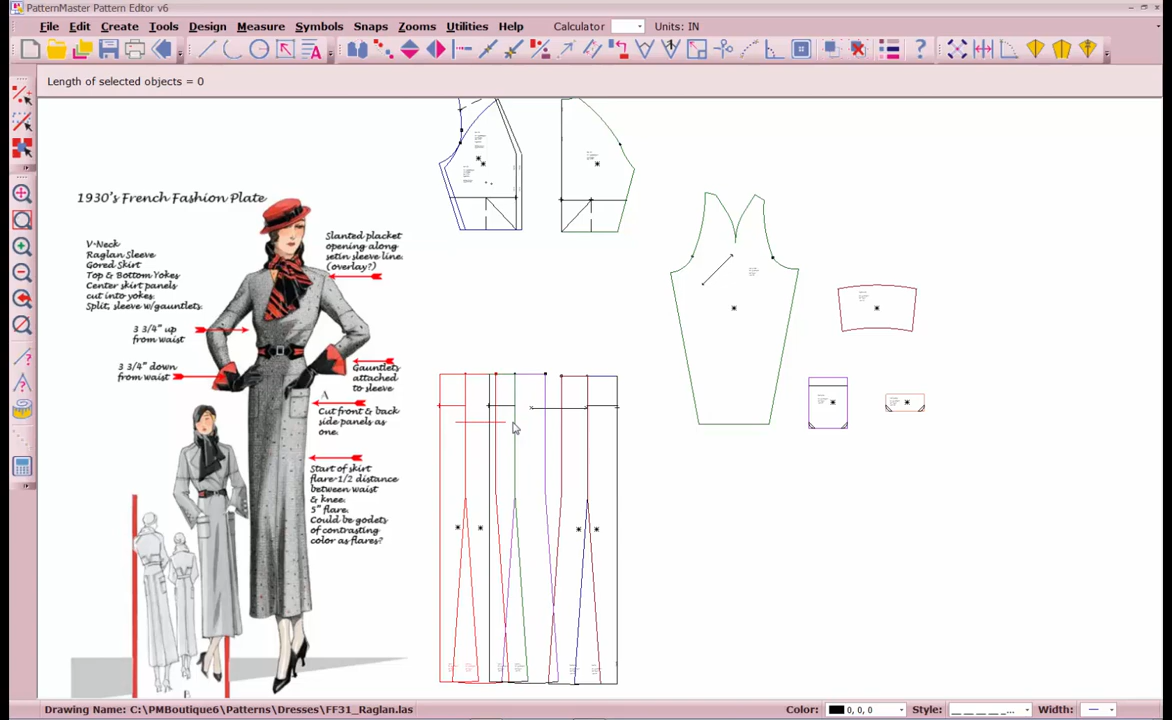 PatternMaster Pattern Editor v6
File Edit Create Tools Design Measure Symbols Snaps Zooms Utilities Help Calculator Units: IN
Length of selected objects = 0
1930's French Fashion Plate
V-Neck
Raglan Sleeve
Gored Skirt
Top & Bottom Yokes
Center skirt panels
cut into yokes.
Split, sleeve w/gauntlets.
3 3/4" up
from waist
3 3/4" down
from waist
Slanted placket
opening along
setin sleeve line.
(overlay?)
Gauntlets
attached
to sleeve
A
Cut front & back
side panels as
one.
Start of skirt
flare-1/2 distance
between waist
& knee.
5" flare.
Could be godets
of contrasting
color as flares?
B
Drawing Name: C:\PMBoutique6\Patterns\Dresses\FF31_Raglan.las
Color: 0, 0, 0 Style: Width: